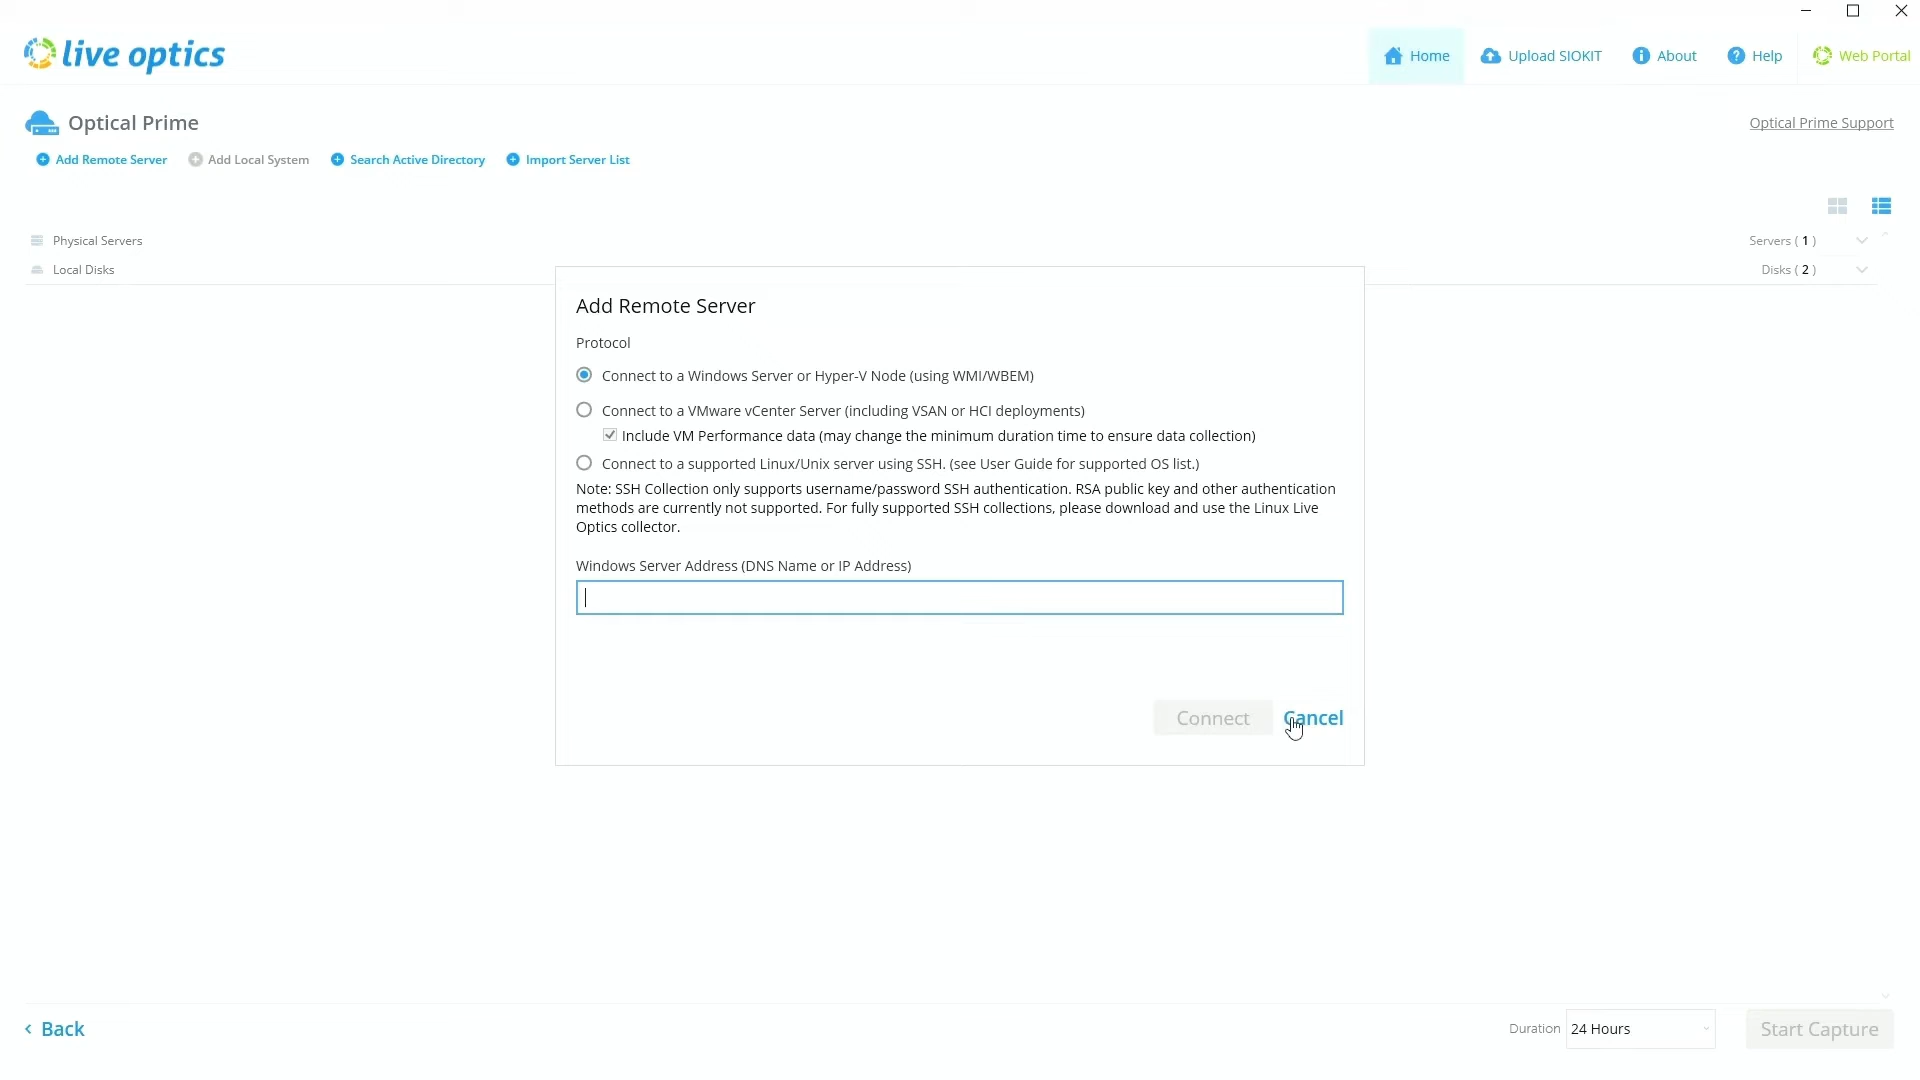 live optics
Home
Upload SIOKIT
About
Help
Web Portal
Optical Prime
Optical Prime Support
Add Remote Server
Add Local System
Search Active Directory
Import Server List
Physical Servers
Servers ( 1 )
Local Disks
Disks ( 2 )
Add Remote Server
Protocol
Connect to a Windows Server or Hyper-V Node (using WMI/WBEM)
Connect to a VMware vCenter Server (including VSAN or HCI deployments)
Include VM Performance data (may change the minimum duration time to ensure data collection)
Connect to a supported Linux/Unix server using SSH. (see User Guide for supported OS list.)
Note: SSH Collection only supports username/password SSH authentication. RSA public key and other authentication
methods are currently not supported. For fully supported SSH collections, please download and use the Linux Live
Optics collector.
Windows Server Address (DNS Name or IP Address)
Connect
Cancel
Back
Duration
24 Hours
Start Capture